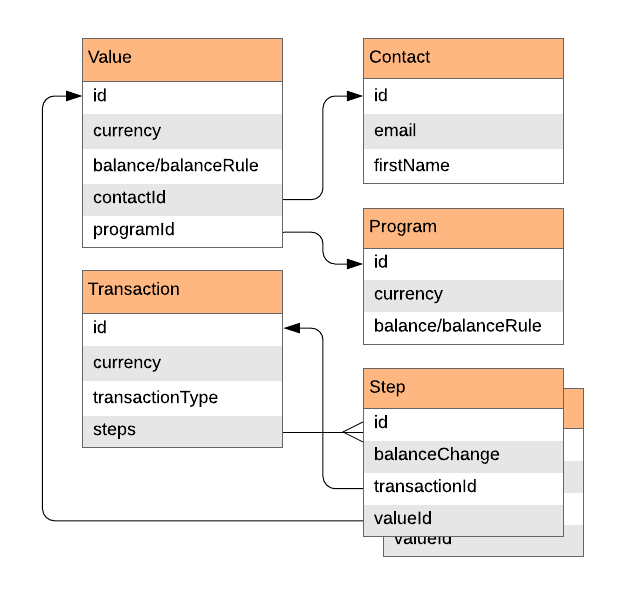 Value
id
currency
balance/balanceRule
contactId
programId
Contact
id
email
firstName
Program
id
currency
balance/balanceRule
Transaction
id
currency
transactionType
steps
Step
id
balanceChange
transactionId
valueId
valueId